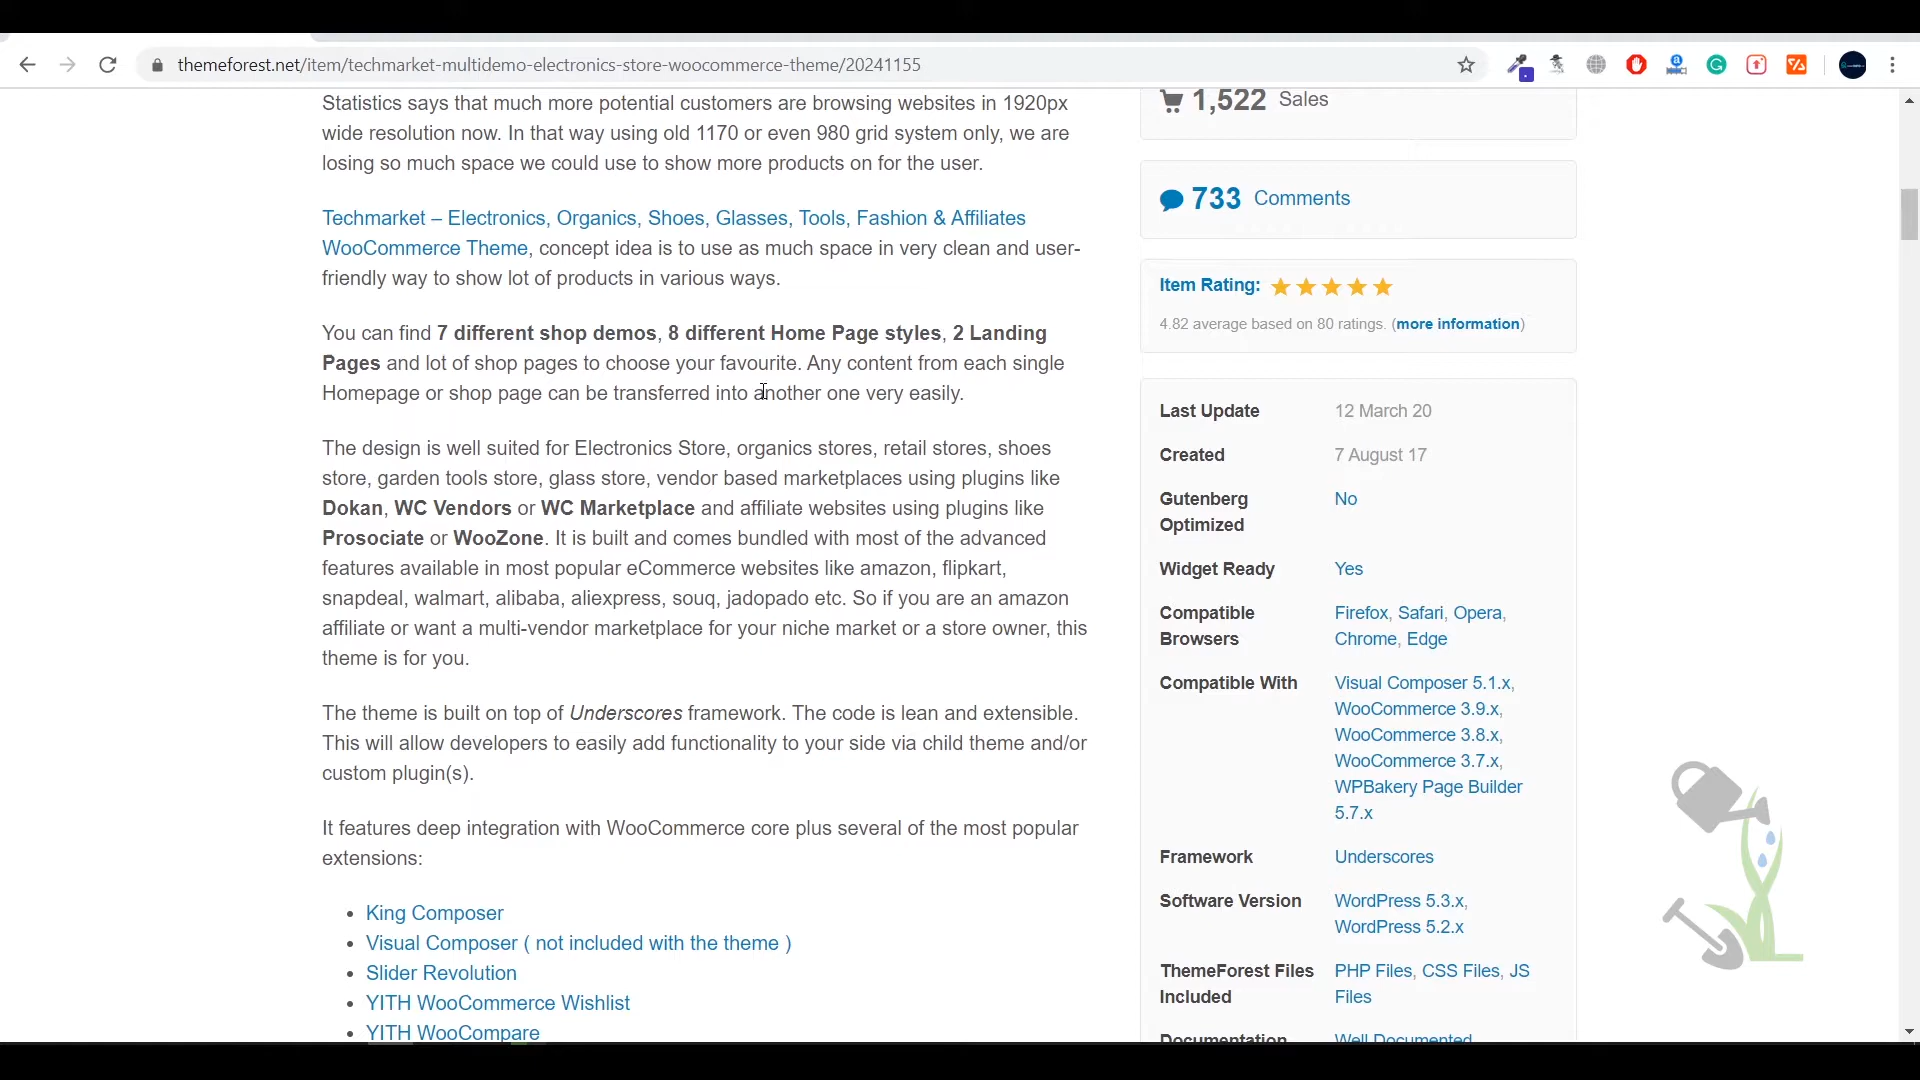 themeforest.net/item/techmarket-multidemo-electronics-store-woocommerce-theme/20241155
Statistics says that much more potential customers are browsing websites in 1920px
wide resolution now. In that way using old 1170 or even 980 grid system only, we are
losing so much space we could use to show more products on for the user.
Techmarket – Electronics, Organics, Shoes, Glasses, Tools, Fashion & Affiliates
WooCommerce Theme, concept idea is to use as much space in very clean and user-
friendly way to show lot of products in various ways.
You can find 7 different shop demos, 8 different Home Page styles, 2 Landing
Pages and lot of shop pages to choose your favourite. Any content from each single
Homepage or shop page can be transferred into another one very easily.
The design is well suited for Electronics Store, organics stores, retail stores, shoes
store, garden tools store, glass store, vendor based marketplaces using plugins like
Dokan, WC Vendors or WC Marketplace and affiliate websites using plugins like
Prosociate or WooZone. It is built and comes bundled with most of the advanced
features available in most popular eCommerce websites like amazon, flipkart,
snapdeal, walmart, alibaba, aliexpress, souq, jadopado etc. So if you are an amazon
affiliate or want a multi-vendor marketplace for your niche market or a store owner, this
theme is for you.
The theme is built on top of Underscores framework. The code is lean and extensible.
This will allow developers to easily add functionality to your side via child theme and/or
custom plugin(s).
It features deep integration with WooCommerce core plus several of the most popular
extensions:
King Composer
Visual Composer ( not included with the theme )
Slider Revolution
YITH WooCommerce Wishlist
YITH WooCompare
1,522 Sales
733 Comments
Item Rating:
4.82 average based on 80 ratings. (more information)
Last Update 12 March 20
Created 7 August 17
Gutenberg No
Optimized
Widget Ready Yes
Compatible Firefox, Safari, Opera,
Browsers Chrome, Edge
Compatible With Visual Composer 5.1.x,
WooCommerce 3.9.x,
WooCommerce 3.8.x,
WooCommerce 3.7.x,
WPBakery Page Builder
5.7.x
Framework Underscores
Software Version WordPress 5.3.x,
WordPress 5.2.x
ThemeForest Files PHP Files, CSS Files, JS
Included Files
Documentation Well Documented